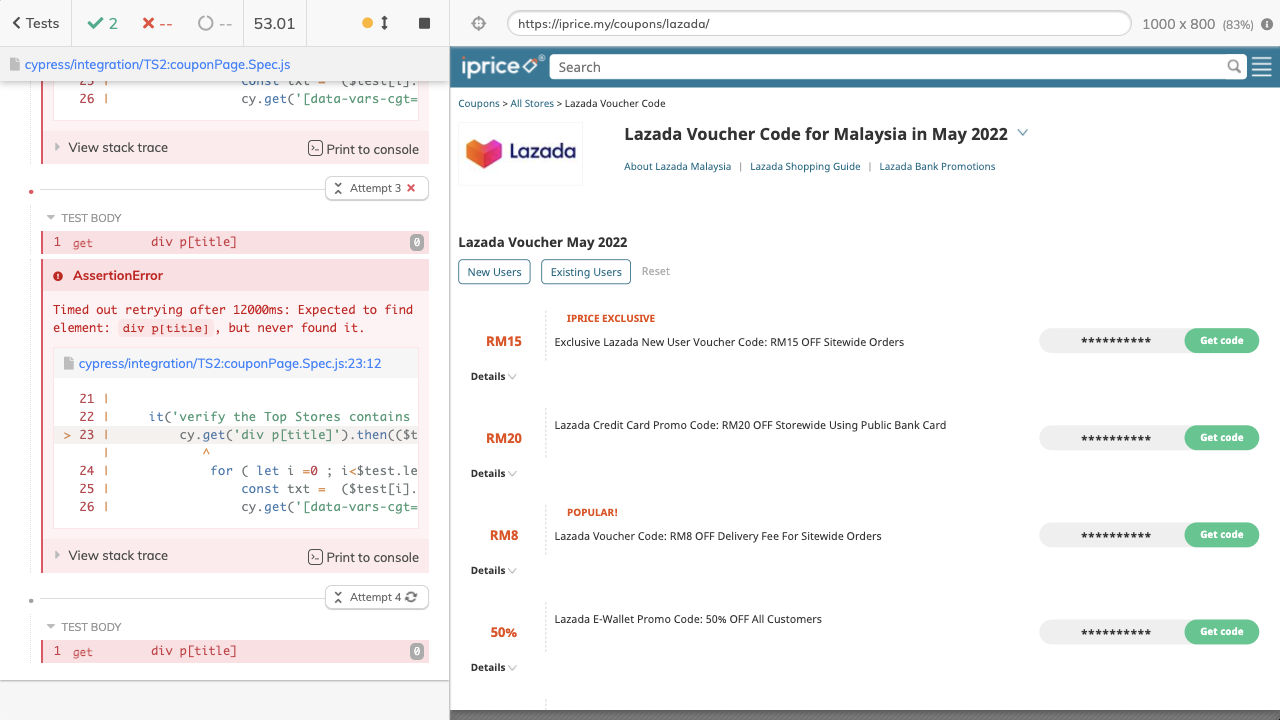 Tests
2
--
--
53.01
https://iprice.my/coupons/lazada/
1000 x 800 (83%)
cypress/integration/TS2:couponPage.Spec.js
25 | const txt = ($test[i].
26 | cy.get('[data-vars-cgt=
View stack trace
Print to console
Attempt 3
TEST BODY
1 get div p[title] 0
AssertionError
Timed out retrying after 12000ms: Expected to find
element: div p[title], but never found it.
cypress/integration/TS2:couponPage.Spec.js:23:12
21 |
22 | it('verify the Top Stores contains
> 23 | cy.get('div p[title]').then(($t
| ^
24 | for ( let i =0 ; i<$test.le
25 | const txt = ($test[i].
26 | cy.get('[data-vars-cgt=
View stack trace
Print to console
Attempt 4
TEST BODY
1 get div p[title] 0
iprice
Search
Coupons > All Stores > Lazada Voucher Code
Lazada
Lazada Voucher Code for Malaysia in May 2022
About Lazada Malaysia | Lazada Shopping Guide | Lazada Bank Promotions
Lazada Voucher May 2022
New Users
Existing Users
Reset
IPRICE EXCLUSIVE
RM15
Exclusive Lazada New User Voucher Code: RM15 OFF Sitewide Orders
**********
Get code
Details
RM20
Lazada Credit Card Promo Code: RM20 OFF Storewide Using Public Bank Card
**********
Get code
Details
POPULAR!
RM8
Lazada Voucher Code: RM8 OFF Delivery Fee For Sitewide Orders
**********
Get code
Details
50%
Lazada E-Wallet Promo Code: 50% OFF All Customers
**********
Get code
Details